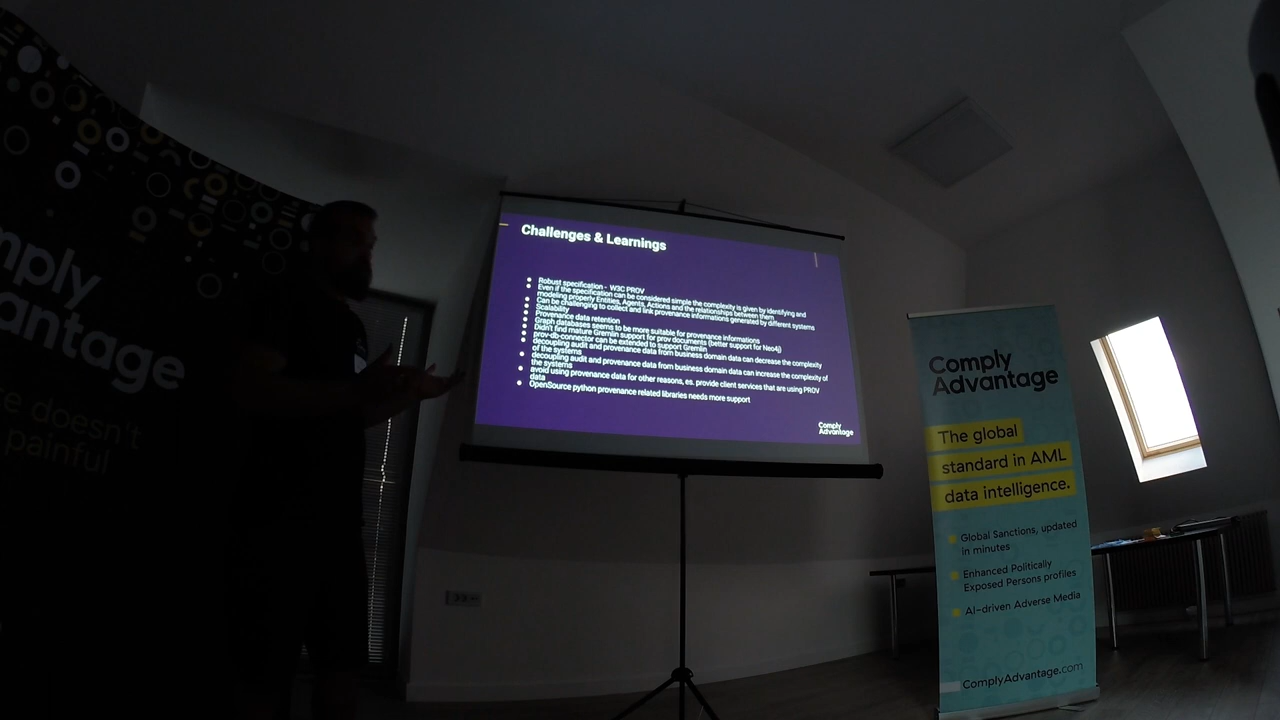 mply
antage
e doesn't
painful
Challenges & Learnings
Robust specification - W3C PROV
Even if the specification can be considered simple the complexity is given by identifying and
modeling properly Entities, Agents, Actions and the relationships between them
Can be challenging to collect and link provenance informations generated by different systems
Scalability
Provenance data retention
Graph databases seems to be more suitable for provenance informations
Didn't find mature Gremlin support for prov documents (better support for Neo4j)
prov-db-connector can be extended to support Gremlin
decoupling audit and provenance data from business domain data can decrease the complexity
of the systems
decoupling audit and provenance data from business domain data can increase the complexity of
the systems
avoid using provenance data for other reasons, es. provide client services that are using PROV
data
OpenSource python provenance related libraries needs more support
Comply
Advantage
Comply
Advantage
The global
standard in AML
data intelligence.
Global Sanctions, updated
in minutes
Enhanced Politically
Exposed Persons profiles
AI-driven Adverse Media
ComplyAdvantage.com